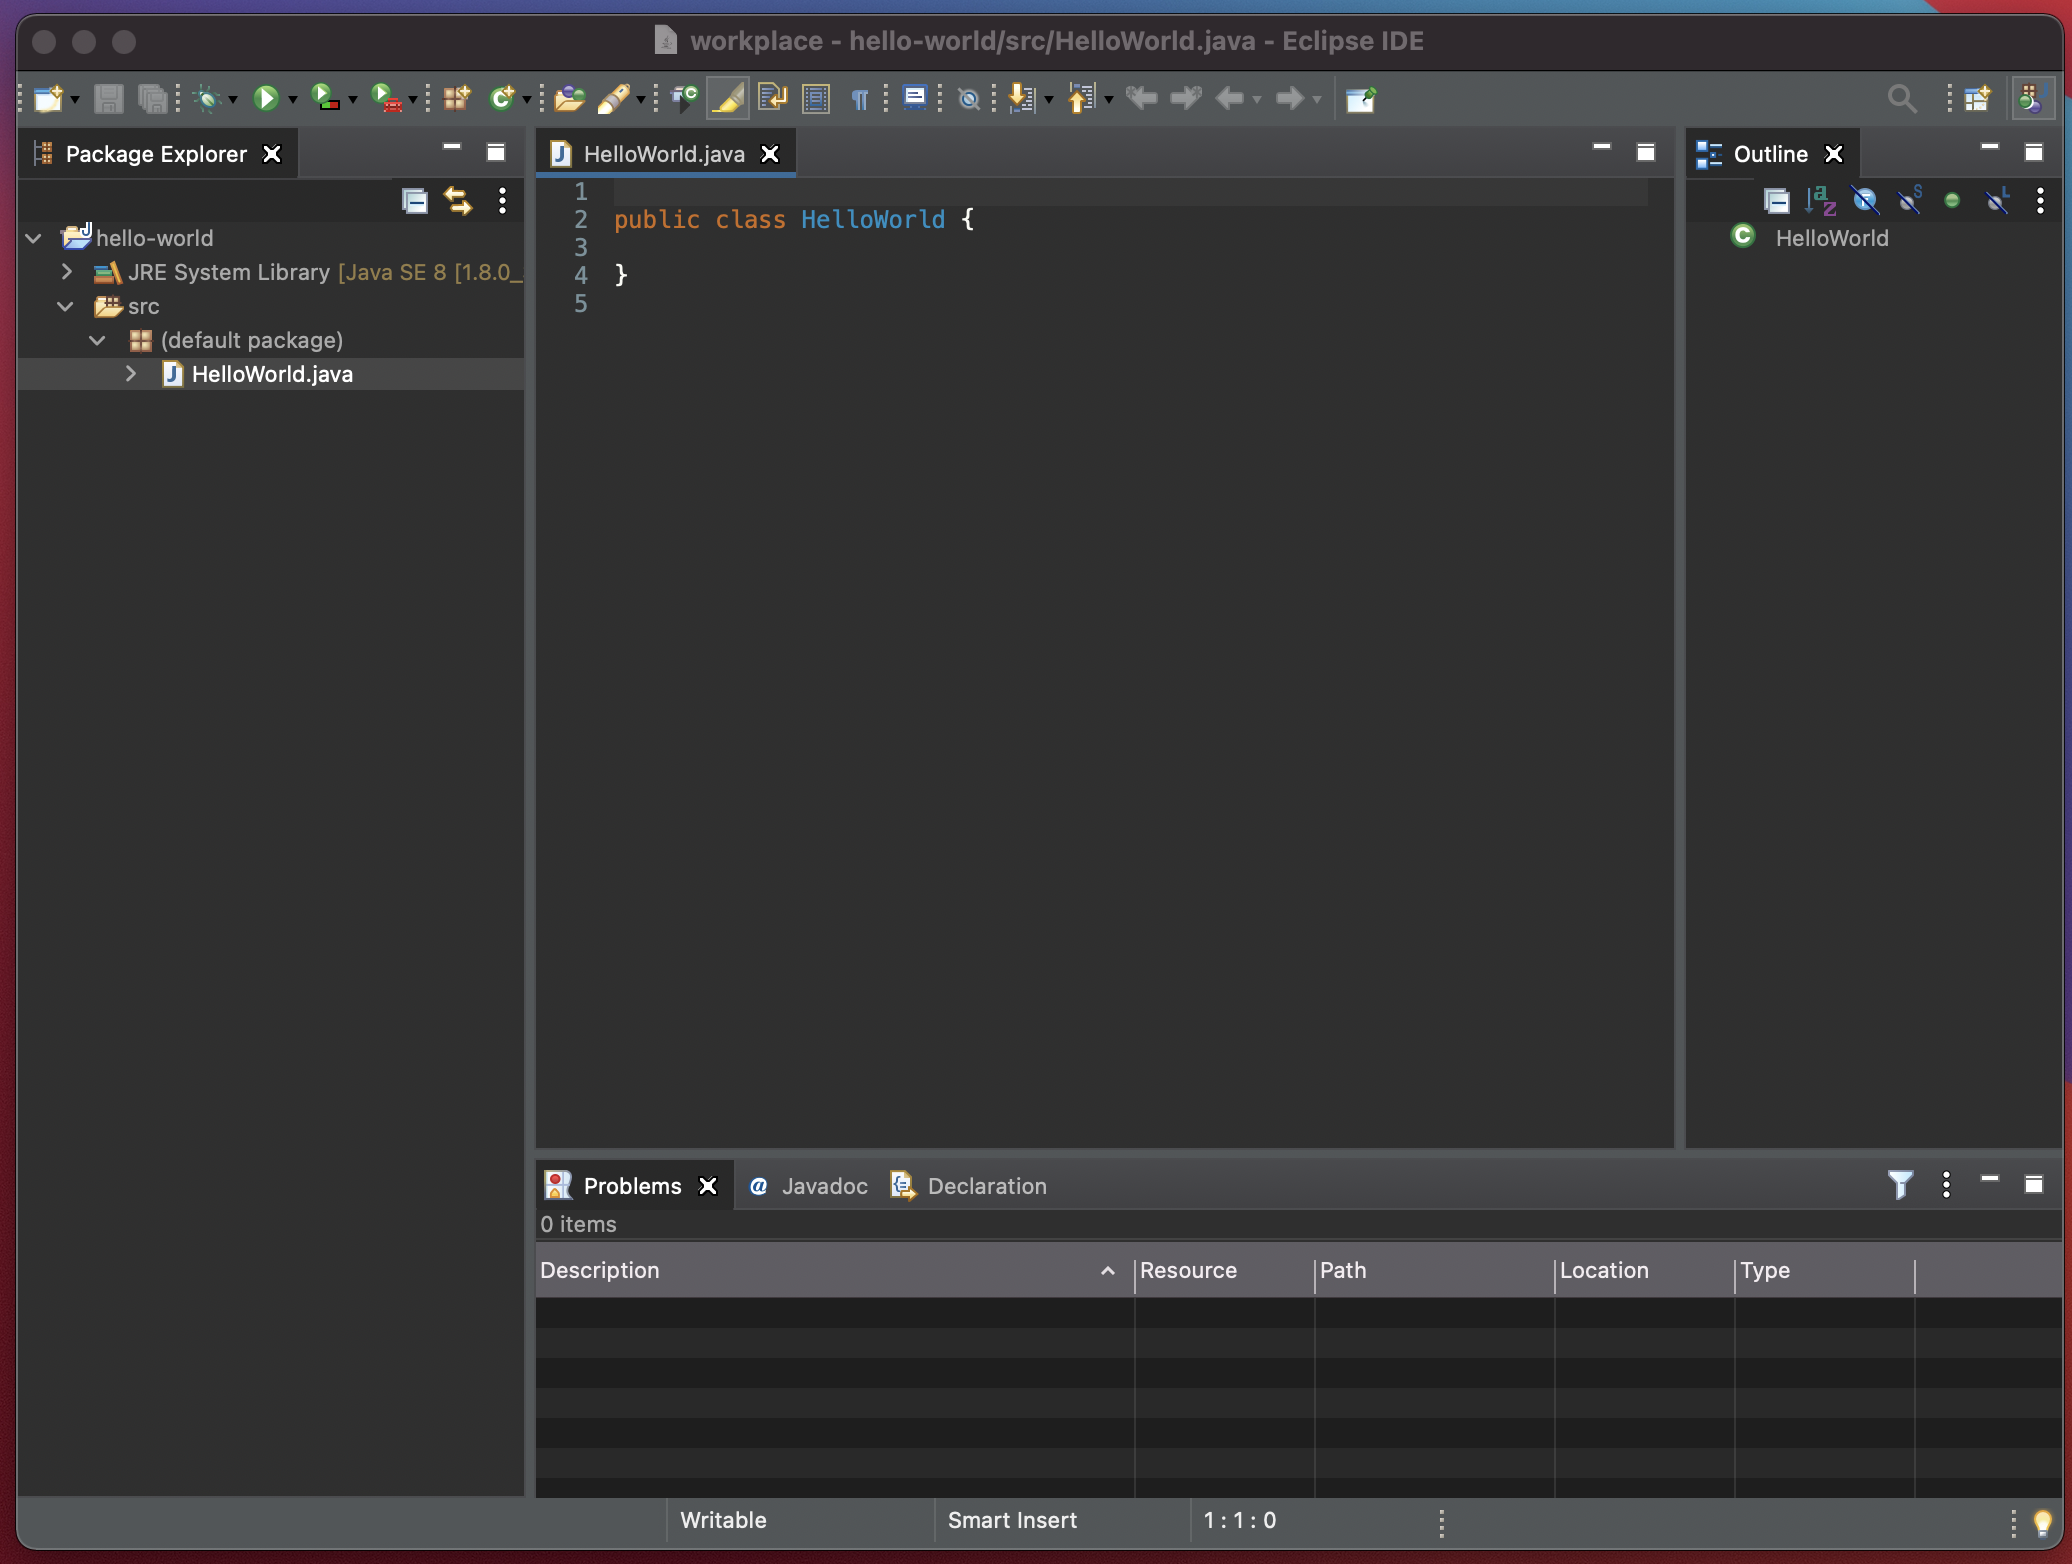 workplace - hello-world/src/HelloWorld.java - Eclipse IDE
Package Explorer
hello-world
JRE System Library [Java SE 8 [1.8.0_
src
(default package)
HelloWorld.java
HelloWorld.java
1
2 public class HelloWorld {
3
4 }
5
Outline
HelloWorld
Problems @ Javadoc Declaration
0 items
Description Resource Path Location Type
Writable Smart Insert 1 : 1 : 0